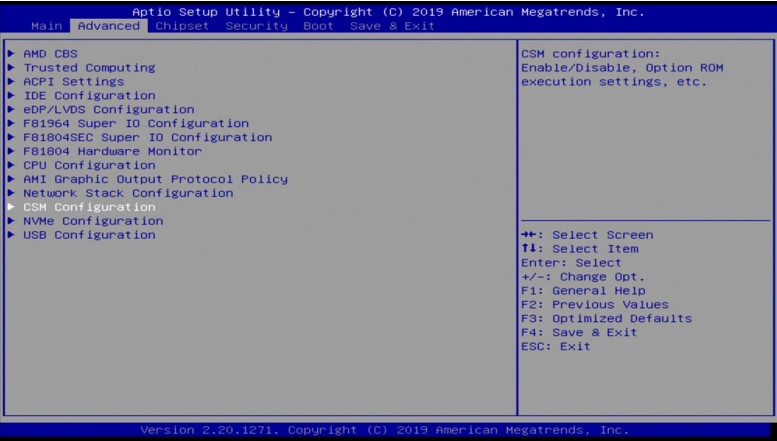 Aptio Setup Utility – Copyright (C) 2019 American Megatrends, Inc.
Main Advanced Chipset Security Boot Save & Exit
▶ AMD CBS
▶ Trusted Computing
▶ ACPI Settings
▶ IDE Configuration
▶ eDP/LVDS Configuration
▶ F81964 Super IO Configuration
▶ F81804SEC Super IO Configuration
▶ F81804 Hardware Monitor
▶ CPU Configuration
▶ AMI Graphic Output Protocol Policy
▶ Network Stack Configuration
▶ CSM Configuration
▶ NVMe Configuration
▶ USB Configuration
CSM configuration:
Enable/Disable, Option ROM
execution settings, etc.
→←: Select Screen
↑↓: Select Item
Enter: Select
+/-: Change Opt.
F1: General Help
F2: Previous Values
F3: Optimized Defaults
F4: Save & Exit
ESC: Exit
Version 2.20.1271. Copyright (C) 2019 American Megatrends, Inc.